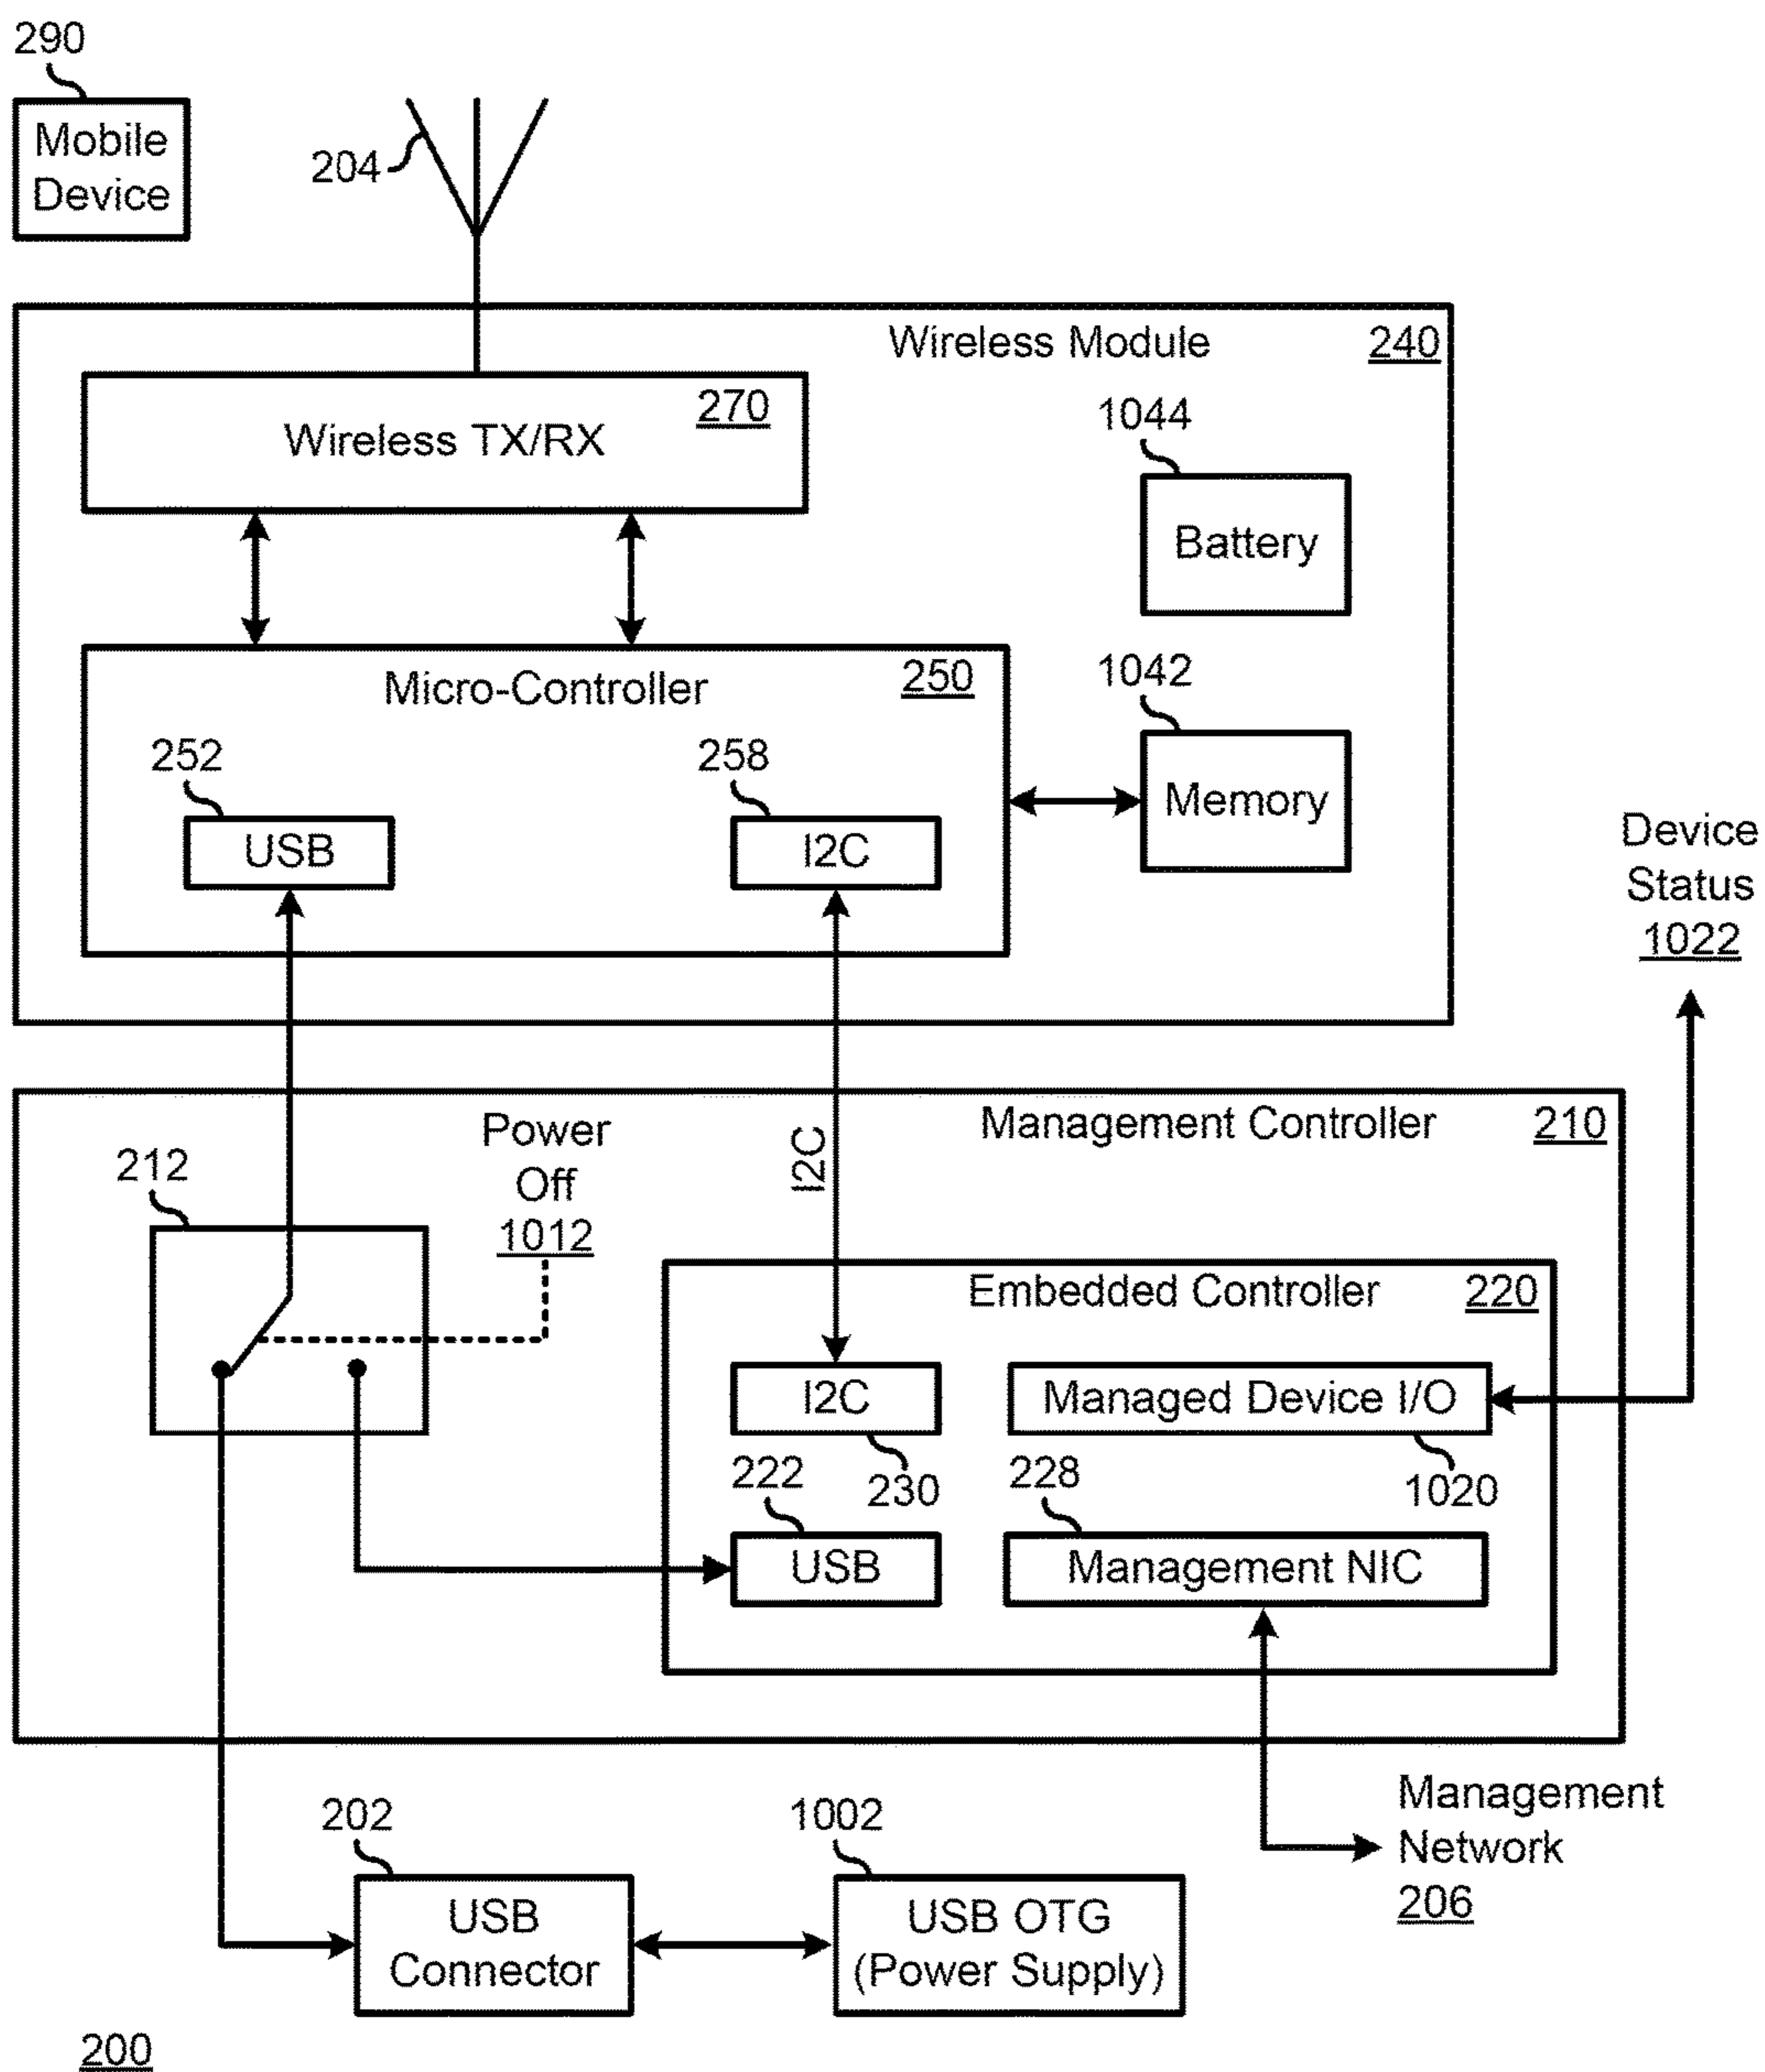 290
Mobile
Device
204
Wireless Module
240
270
Wireless TX/RX
1044
Battery
Micro-Controller
250
1042
Memory
252
USB
258
I2C
Device
Status
1022
Management Controller
210
Power
Off
1012
212
I2C
Embedded Controller
220
I2C
230
Managed Device I/O
1020
222
USB
228
Management NIC
Management
Network
206
202
USB
Connector
1002
USB OTG
(Power Supply)
200